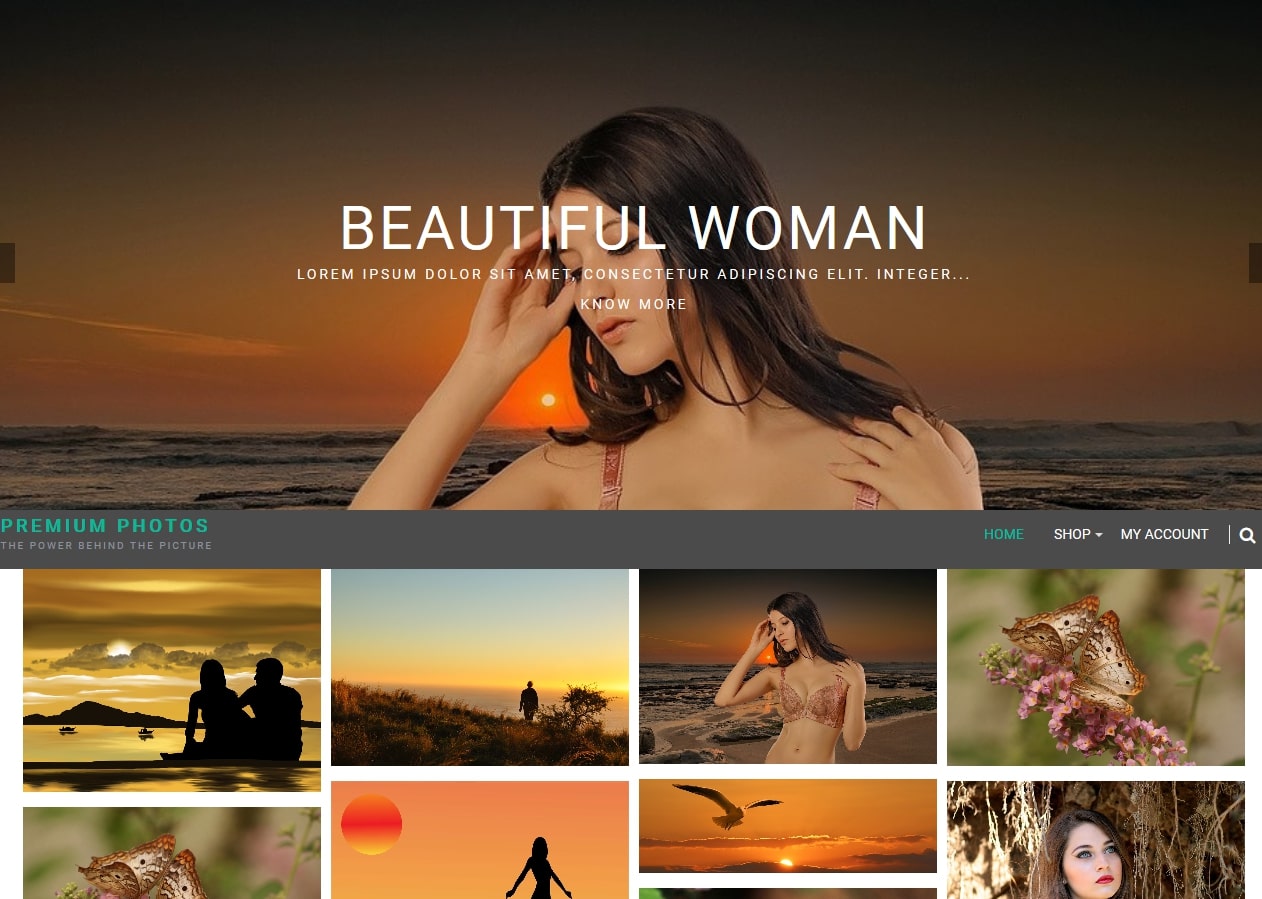 BEAUTIFUL WOMAN
LOREM IPSUM DOLOR SIT AMET, CONSECTETUR ADIPISCING ELIT. INTEGER...
KNOW MORE
PREMIUM PHOTOS
THE POWER BEHIND THE PICTURE
HOME SHOP MY ACCOUNT